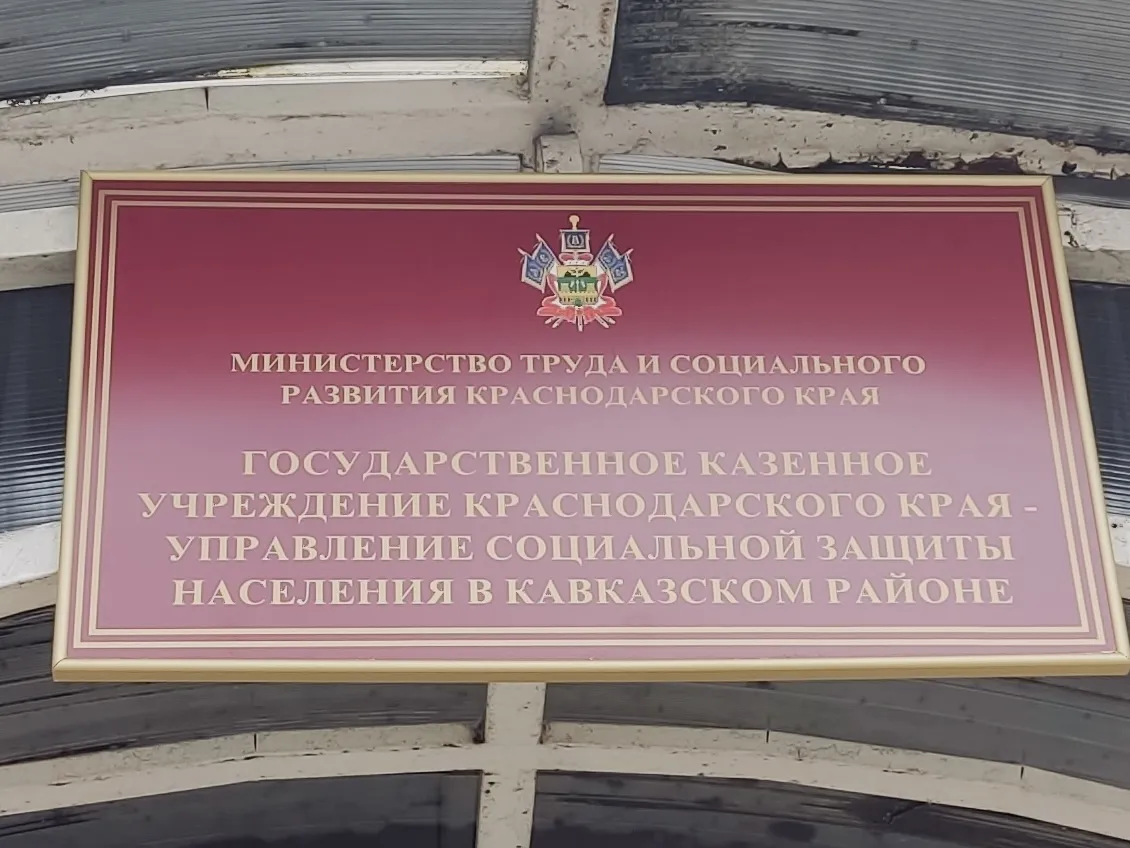 МИНИСТЕРСТВО ТРУДА И СОЦИАЛЬНОГО
РАЗВИТИЯ КРАСНОДАРСКОГО КРАЯ
ГОСУДАРСТВЕННОЕ КАЗЕННОЕ
УЧРЕЖДЕНИЕ КРАСНОДАРСКОГО КРАЯ -
УПРАВЛЕНИЕ СОЦИАЛЬНОЙ ЗАЩИТЫ
НАСЕЛЕНИЯ В КАВКАЗСКОМ РАЙОНЕ